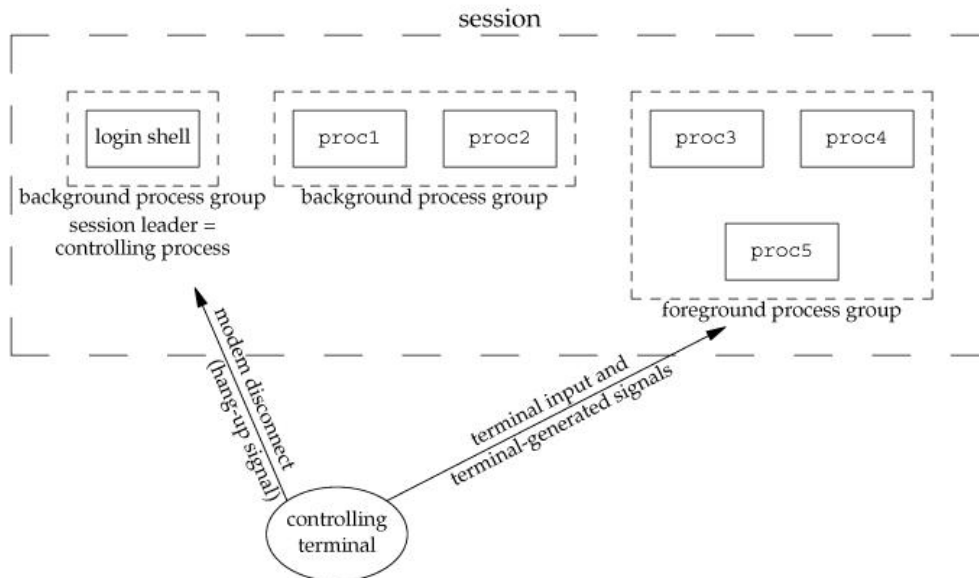 session
login shell
proc1
proc2
proc3
proc4
background process group
session leader =
controlling process
background process group
proc5
foreground process group
modem disconnect
(hang-up signal)
terminal input and
terminal-generated signals
controlling
terminal